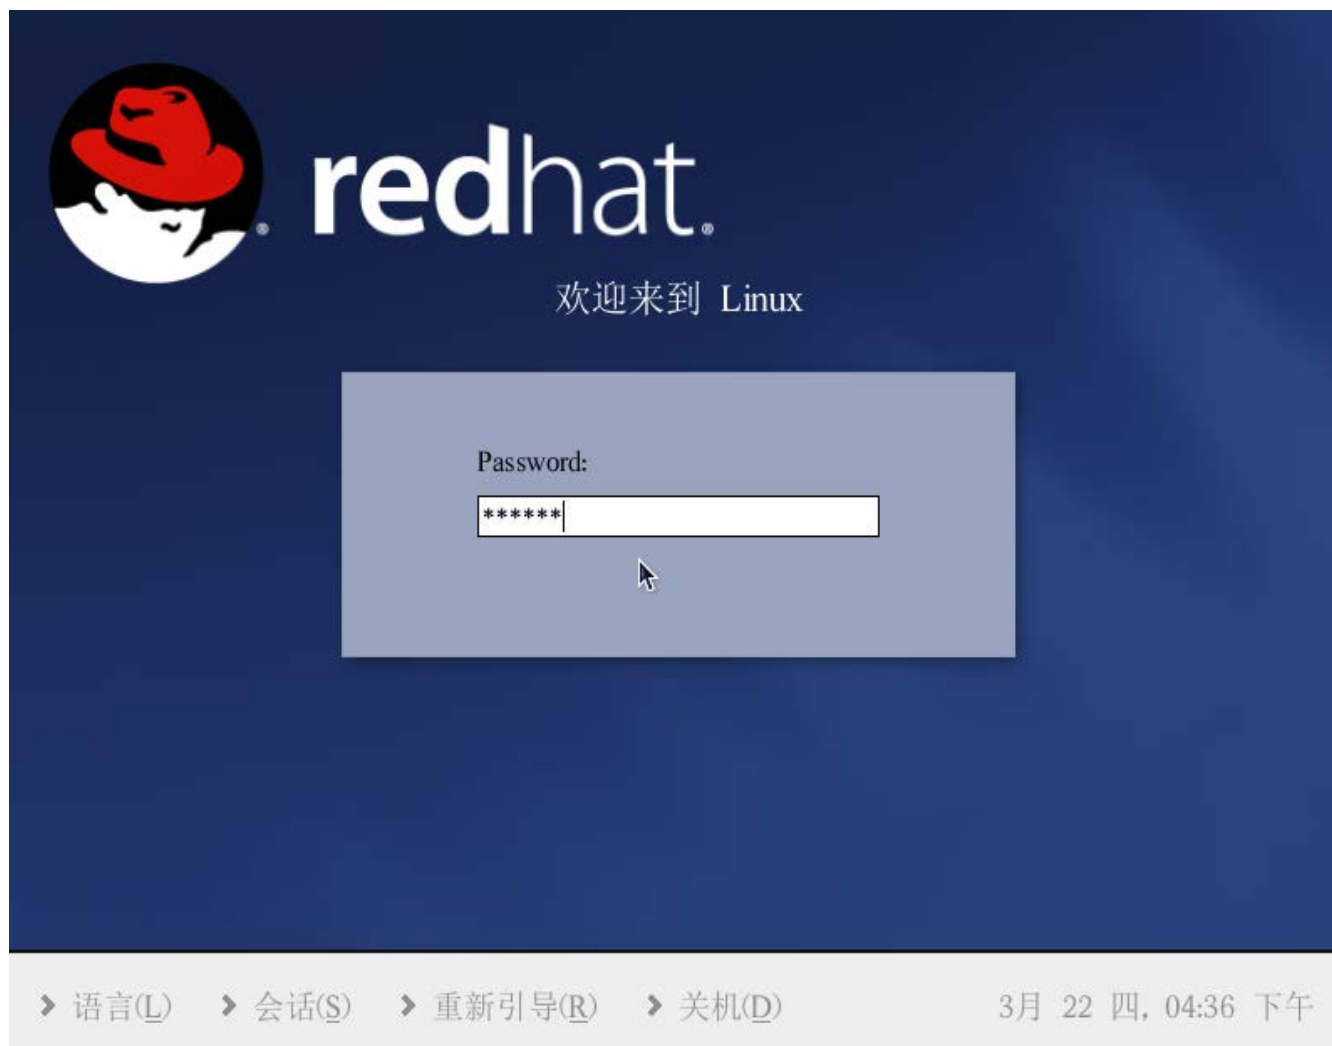 redhat.
®
®
欢迎来到 Linux
Password:
******
语言(L) 会话(S) 重新引导(R) 关机(D) 3月 22 四, 04:36 下午